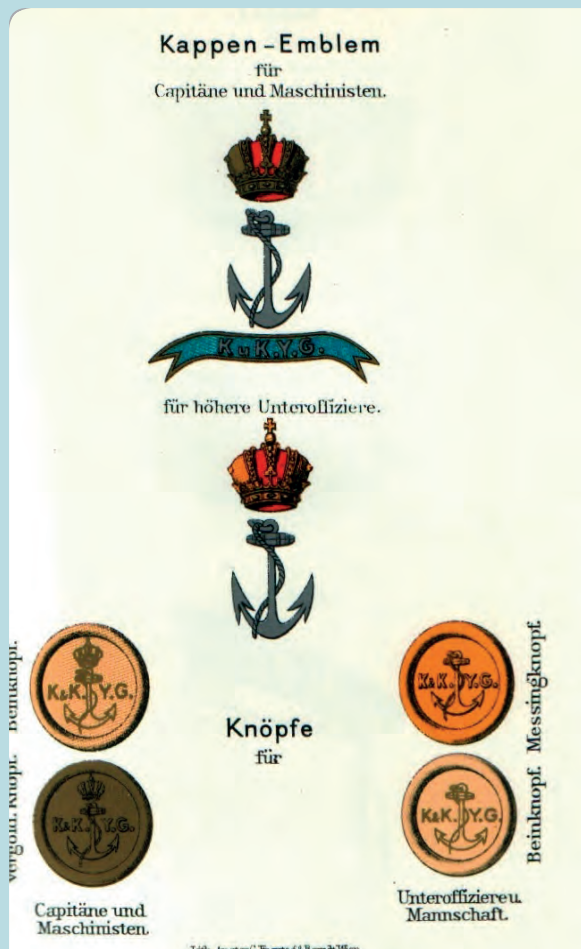 Kappen-Emblem
für
Capitäne und Maschinisten.
K u K.Y.G.
für höhere Unteroffiziere.
Beinknopf.
K&K. Y.G.
Knopf.
K&K. Y.G.
Capitäne und
Maschinisten.
Knöpfe
für
Messingknopf.
K&K. Y.G.
Beinknopf.
K&K. Y.G.
Unteroffiziere u.
Mannschaft.